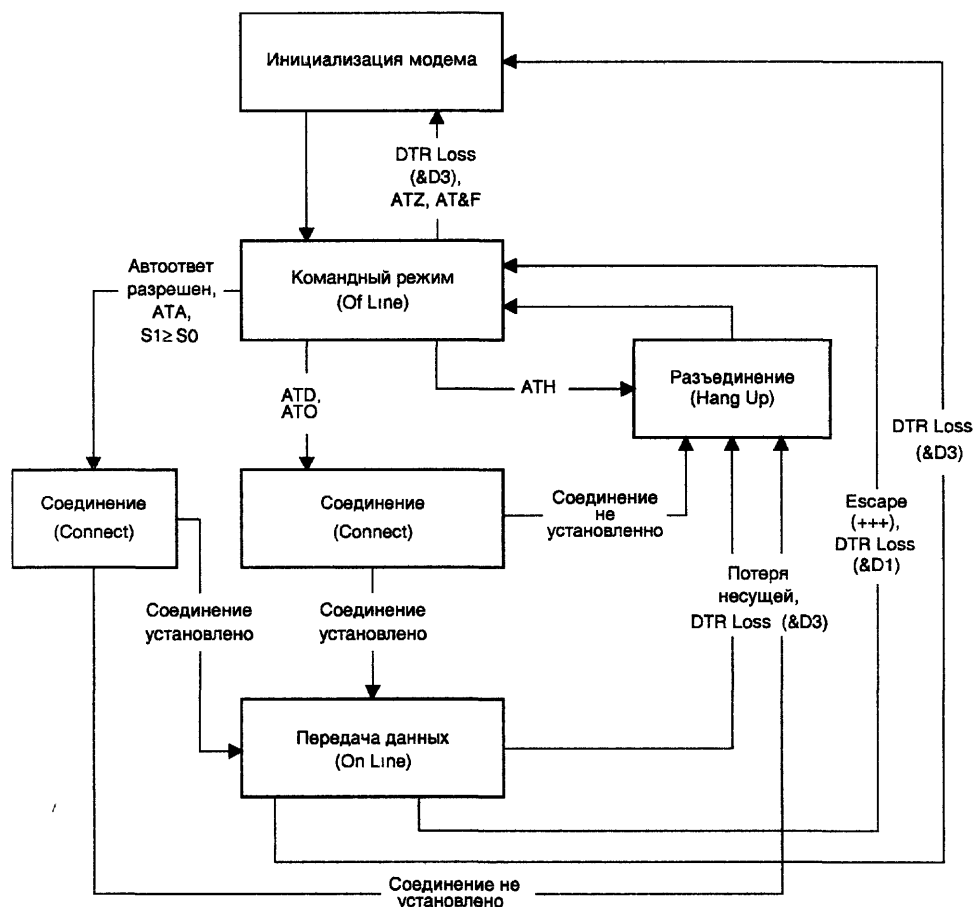 Инициализация модема
DTR Loss
(&D3),
ATZ, AT&F
Автоответ
разрешен,
ATA,
S1≥ S0
Командный режим
(Of Line)
ATD,
ATO
ATH
Разъединение
(Hang Up)
DTR Loss
(&D3)
Соединение
(Connect)
Соединение
(Connect)
Соединение
не
установленно
Escape
(+++),
DTR Loss
(&D1)
Потеря
несущей,
DTR Loss (&D3)
Соединение
установлено
Соединение
установлено
Передача данных
(On Line)
Соединение не
установлено